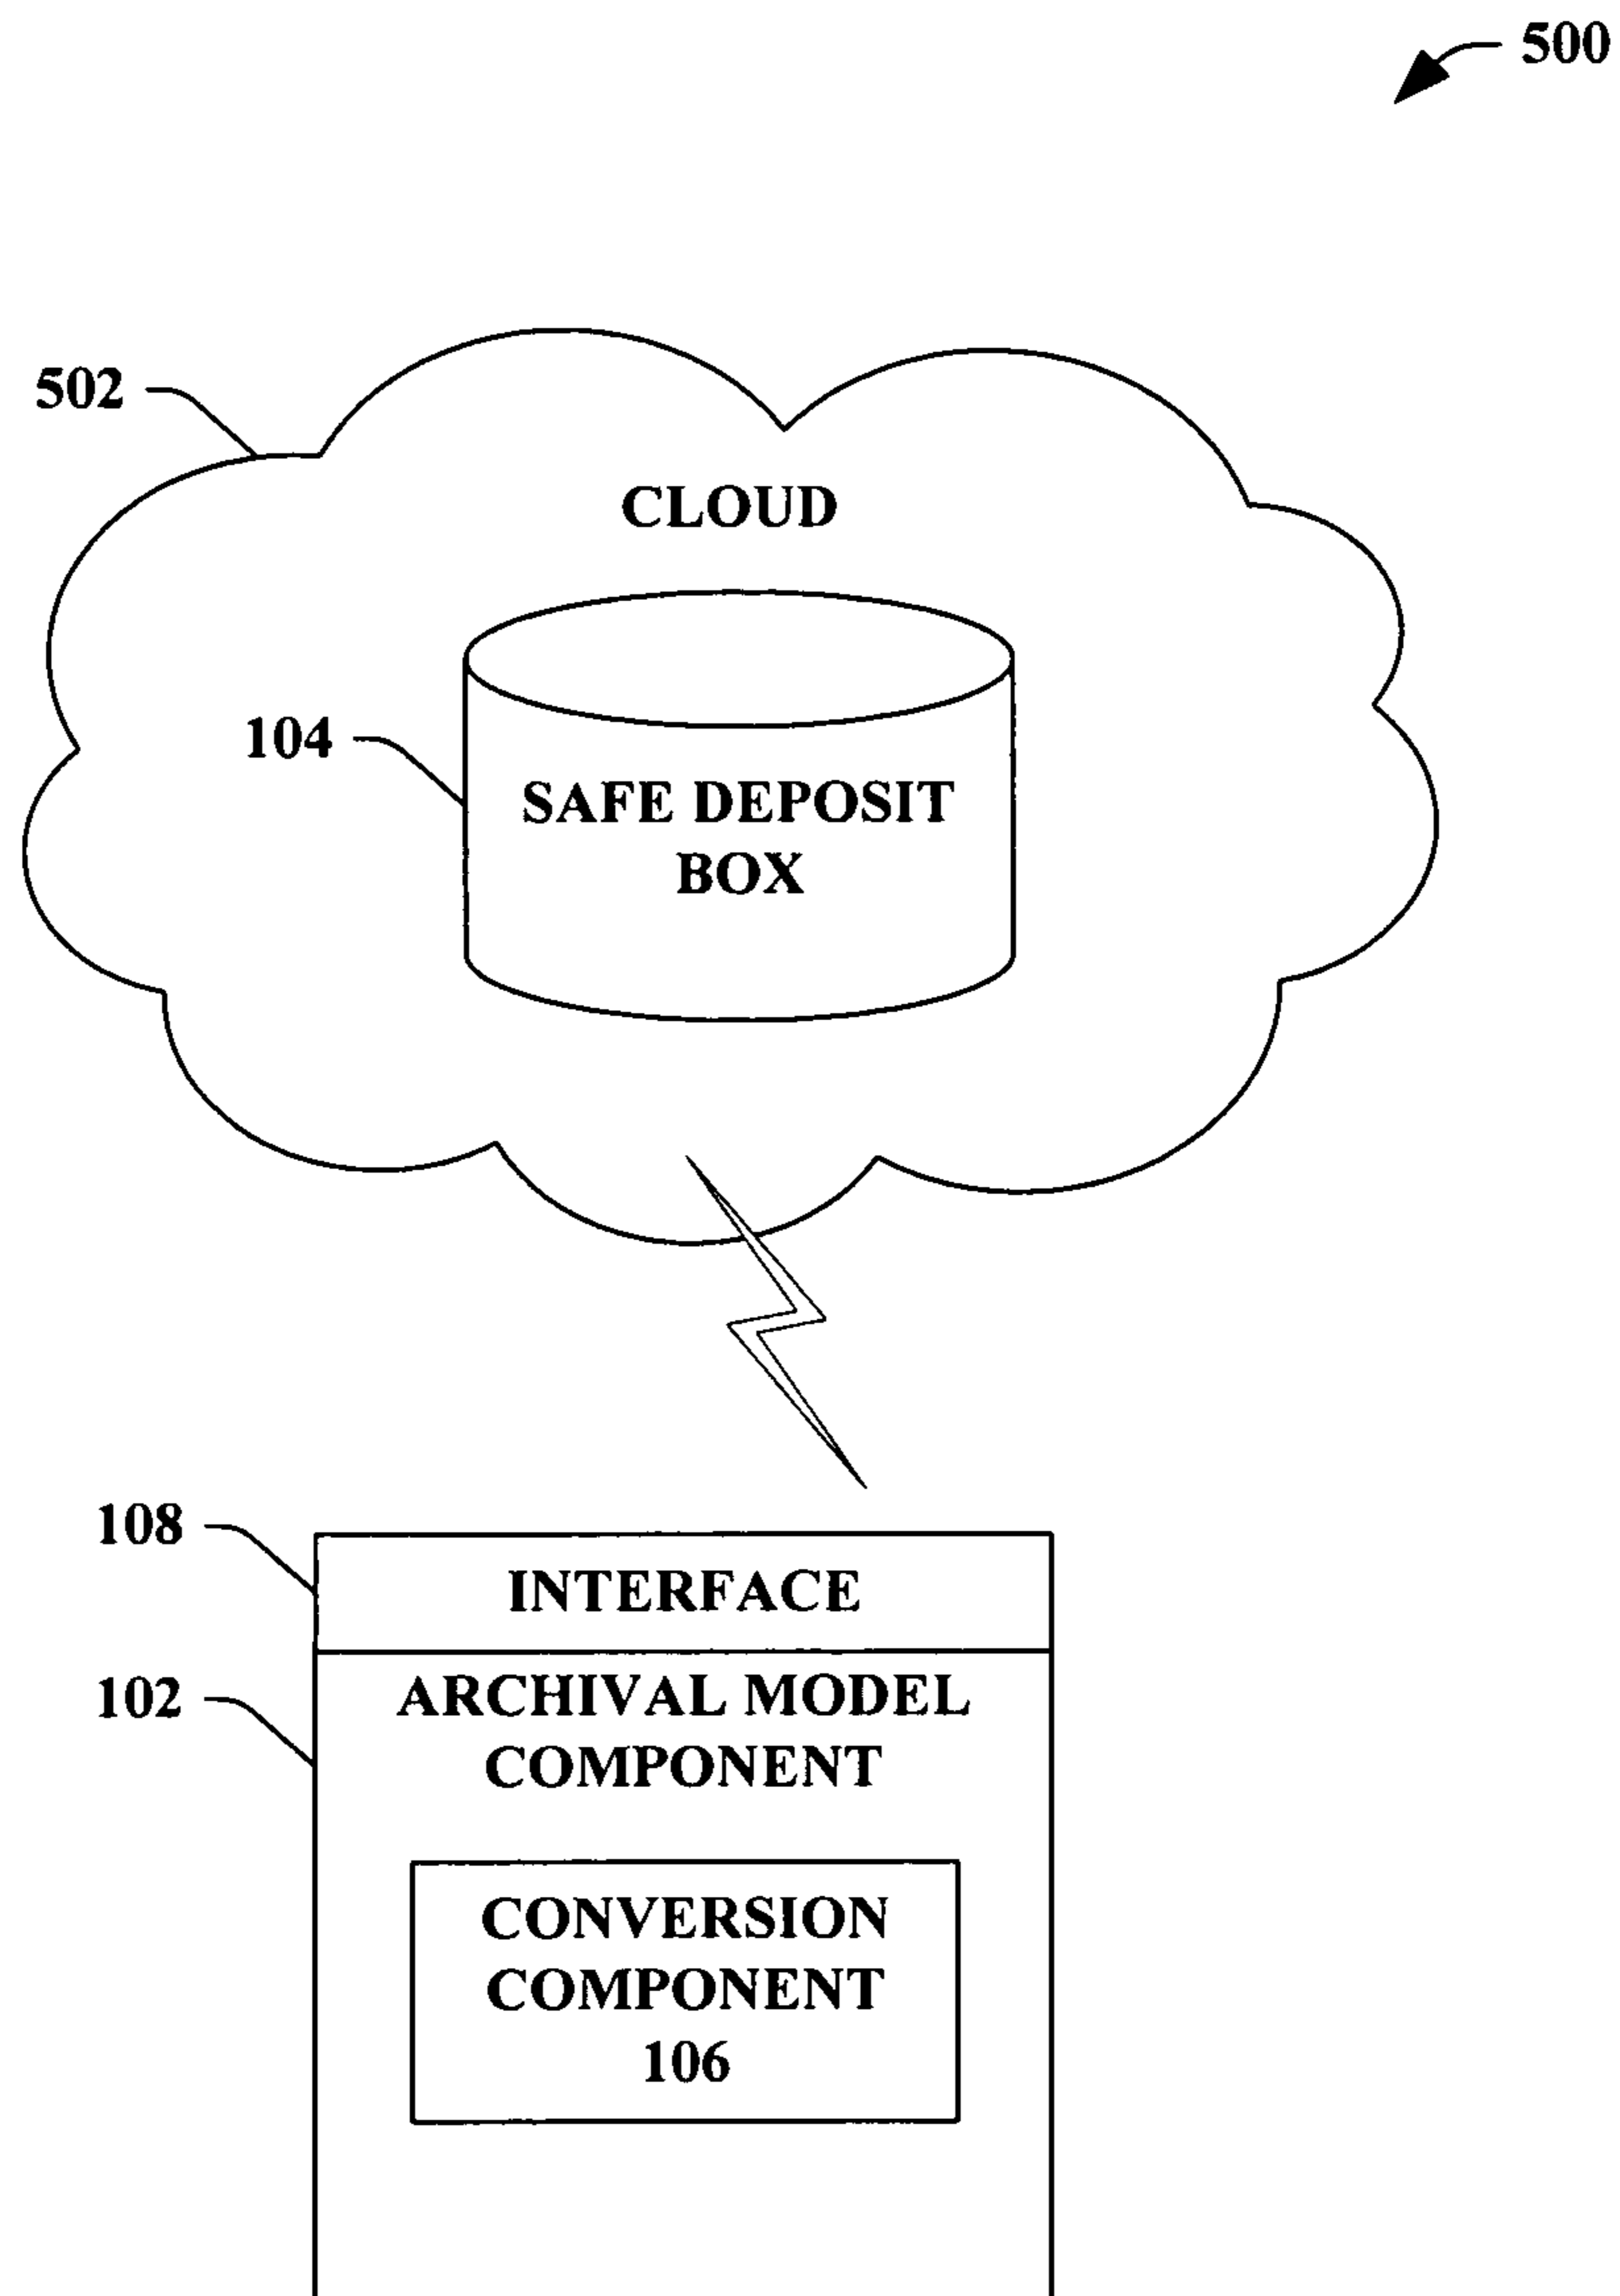 500
502
CLOUD
104
SAFE DEPOSIT
BOX
108
INTERFACE
102
ARCHIVAL MODEL
COMPONENT
CONVERSION
COMPONENT
106